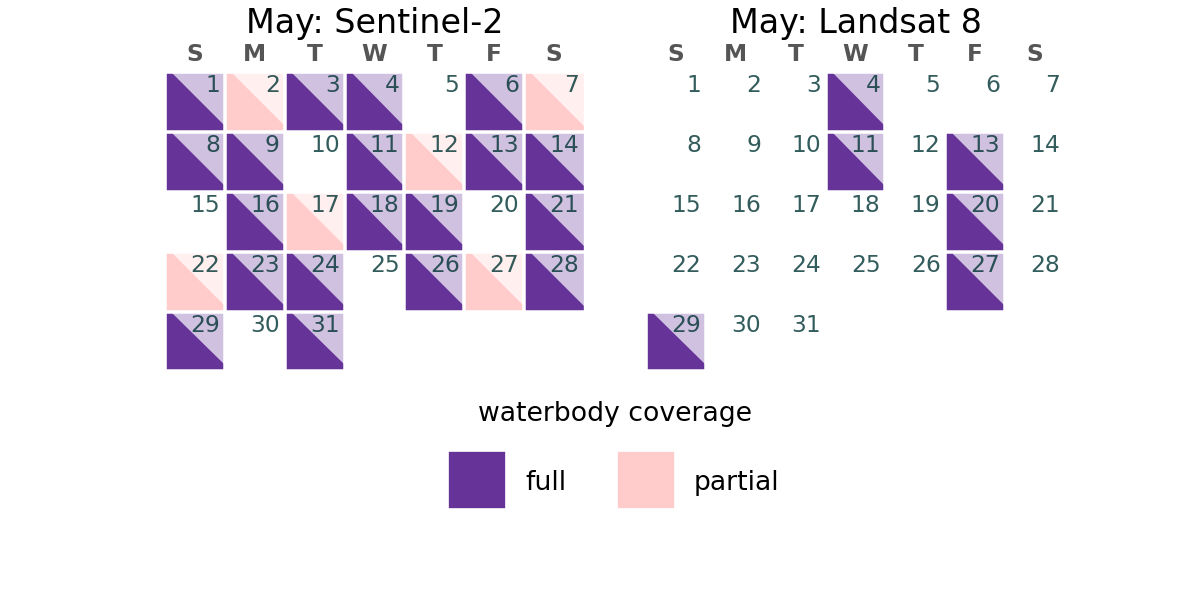 May: Sentinel-2
S M T W T F S
1 2 3 4 5 6 7
8 9 10 11 12 13 14
15 16 17 18 19 20 21
22 23 24 25 26 27 28
29 30 31
May: Landsat 8
S M T W T F S
1 2 3 4 5 6 7
8 9 10 11 12 13 14
15 16 17 18 19 20 21
22 23 24 25 26 27 28
29 30 31
waterbody coverage
full
partial